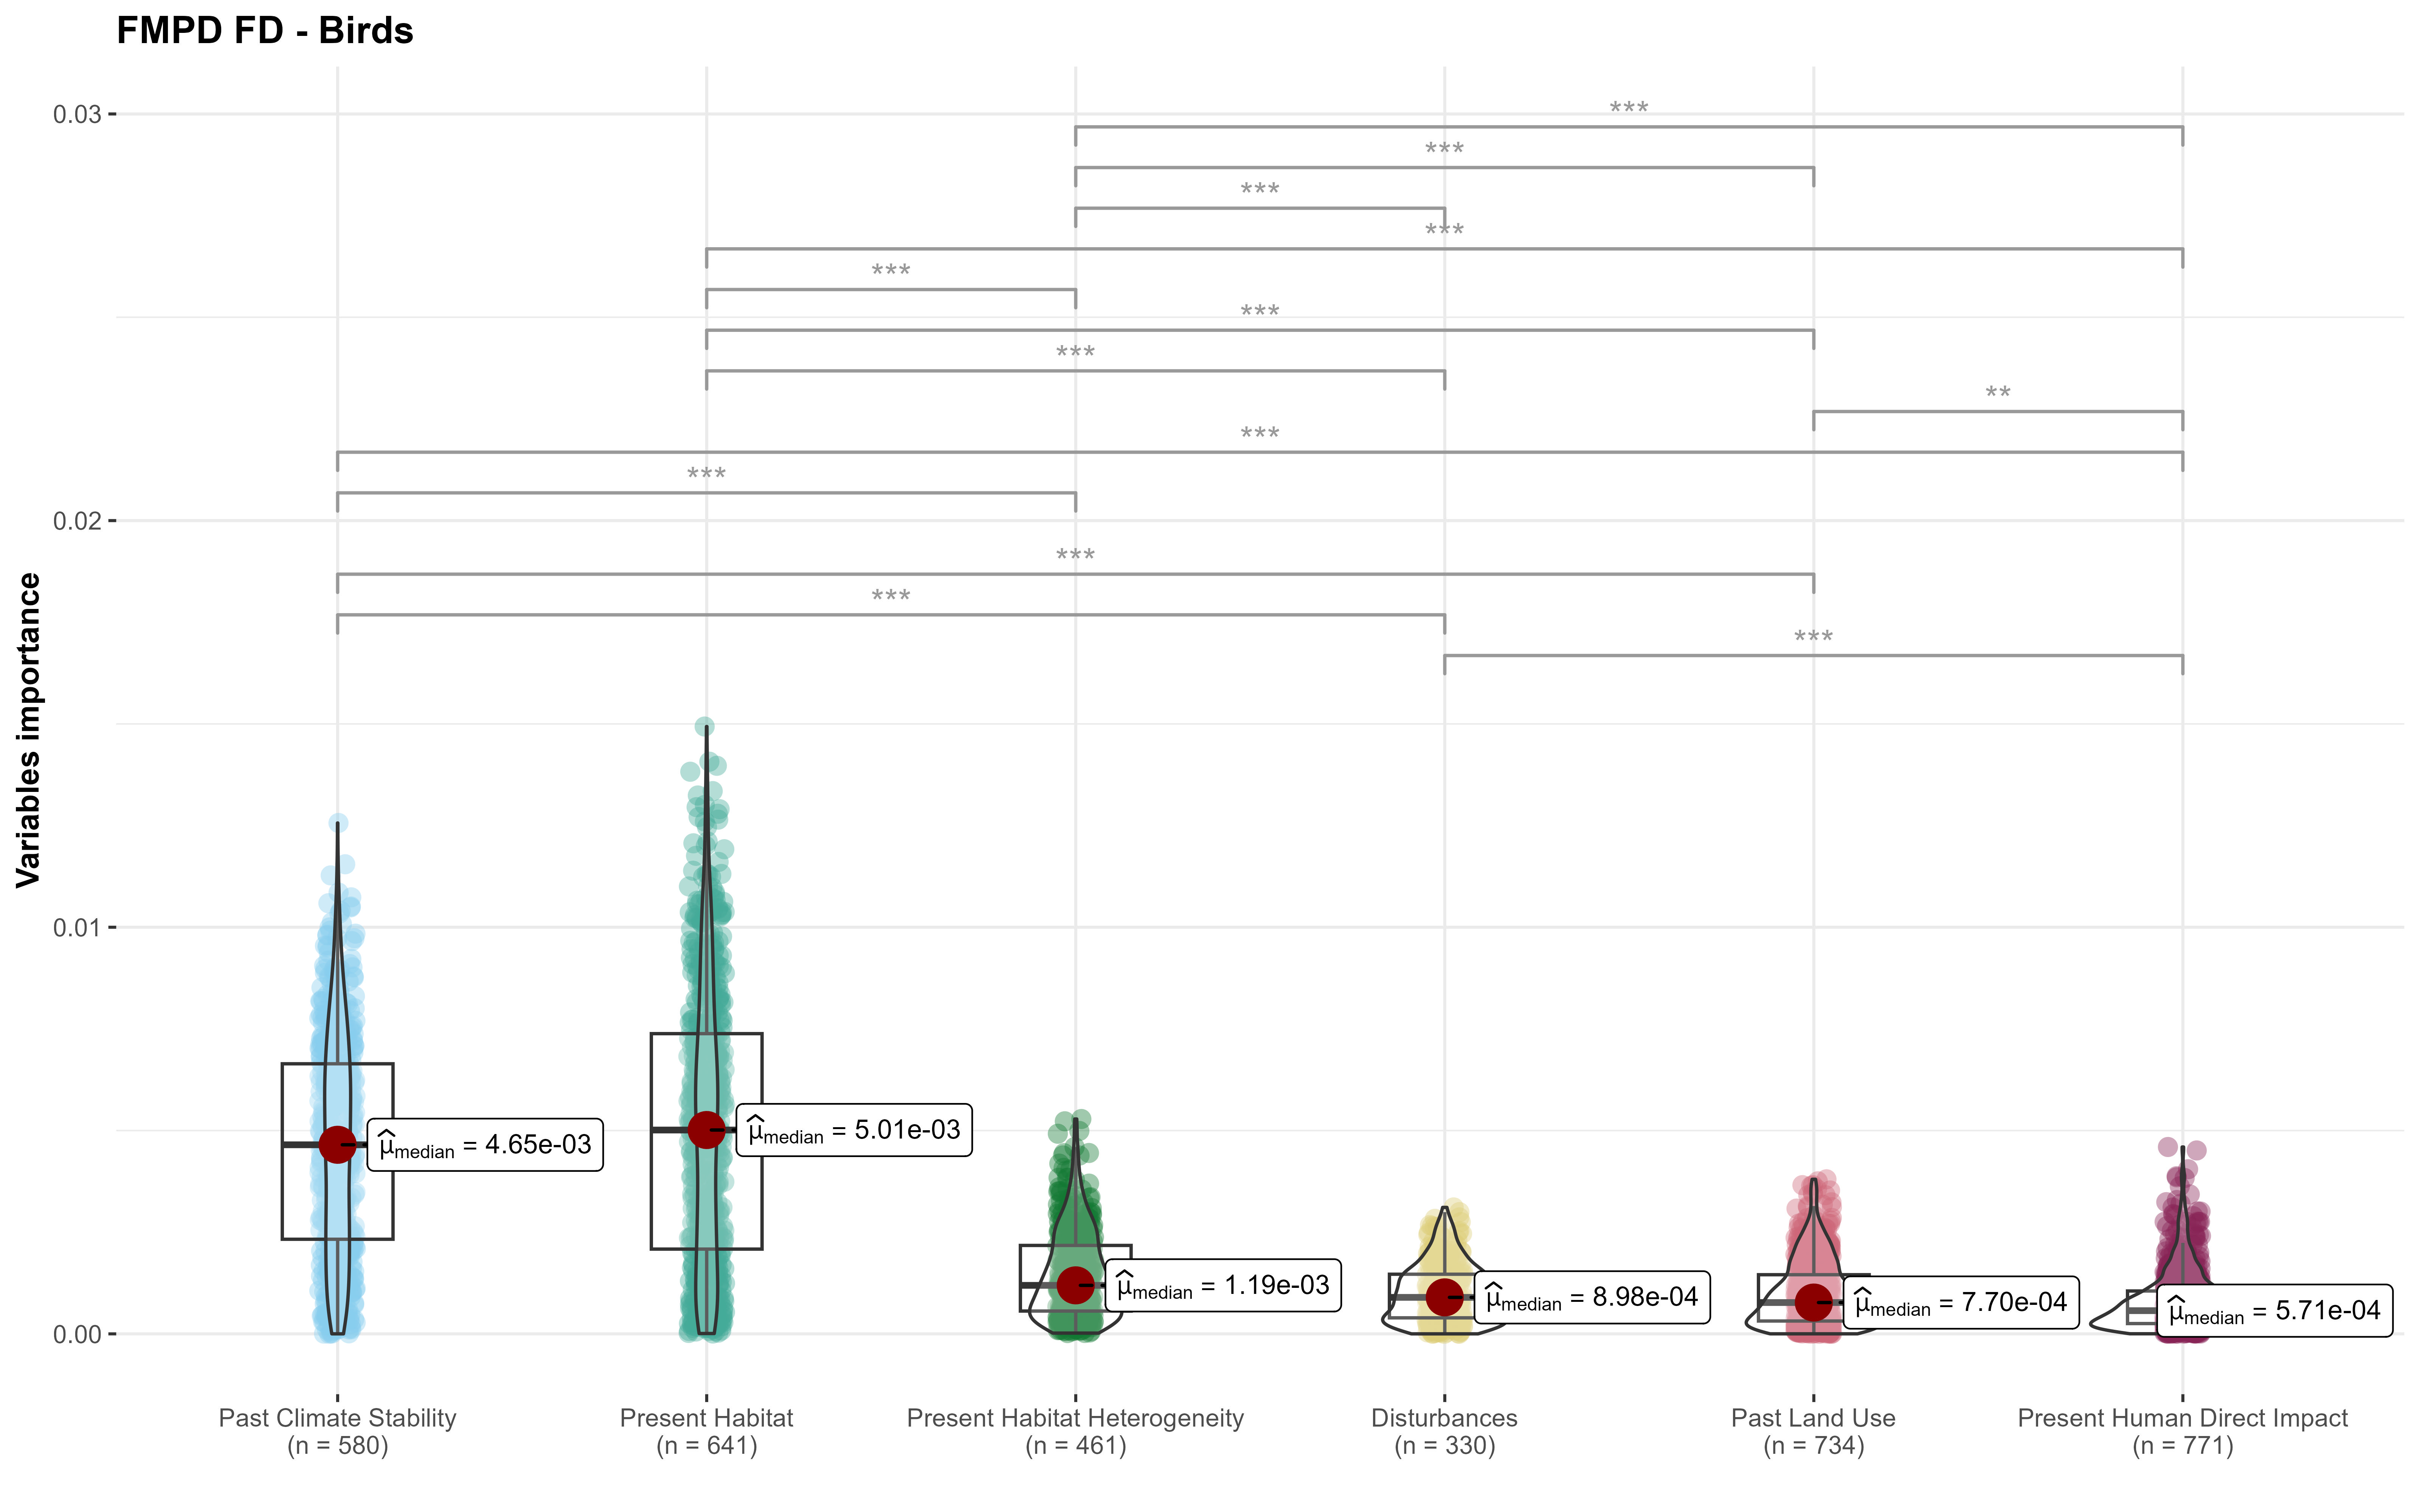 FMPD FD - Birds
Variables importance
0.03
0.02
0.01
0.00
***
***
***
***
***
***
***
**
***
***
***
***
***
μ̂median = 4.65e-03
μ̂median = 5.01e-03
μ̂median = 1.19e-03
μ̂median = 8.98e-04
μ̂median = 7.70e-04
μ̂median = 5.71e-04
Past Climate Stability
(n = 580)
Present Habitat
(n = 641)
Present Habitat Heterogeneity
(n = 461)
Disturbances
(n = 330)
Past Land Use
(n = 734)
Present Human Direct Impact
(n = 771)